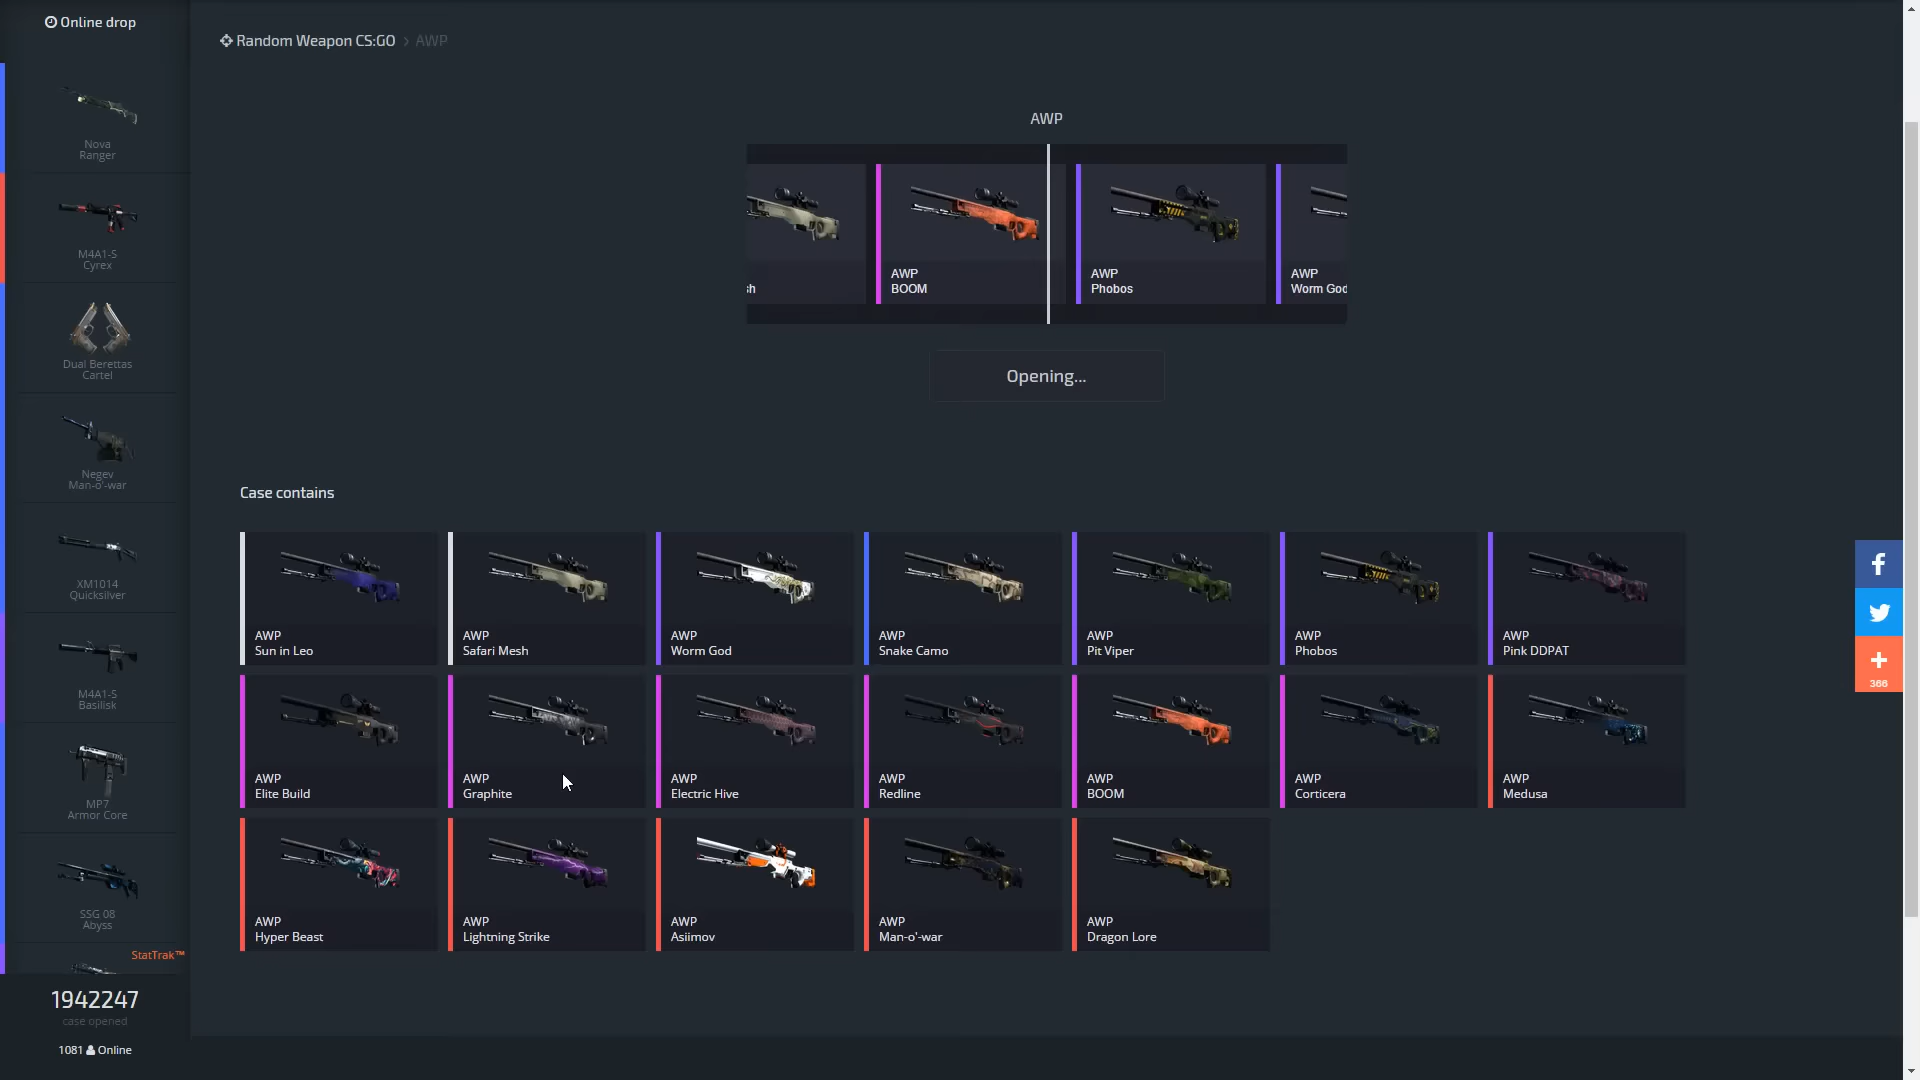 Online drop
Nova
Ranger
M4A1-S
Cyrex
Dual Berettas
Cartel
Negev
Man-o'-war
XM1014
Quicksilver
M4A1-S
Basilisk
MP7
Armor Core
SSG 08
Abyss
StatTrak™
1942247
case opened
1081 Online
Random Weapon CS:GO › AWP
AWP
sh
AWP
BOOM
AWP
Phobos
AWP
Worm God
Opening...
Case contains
AWP
Sun in Leo
AWP
Safari Mesh
AWP
Worm God
AWP
Snake Camo
AWP
Pit Viper
AWP
Phobos
AWP
Pink DDPAT
AWP
Elite Build
AWP
Graphite
AWP
Electric Hive
AWP
Redline
AWP
BOOM
AWP
Corticera
AWP
Medusa
AWP
Hyper Beast
AWP
Lightning Strike
AWP
Asiimov
AWP
Man-o'-war
AWP
Dragon Lore
366